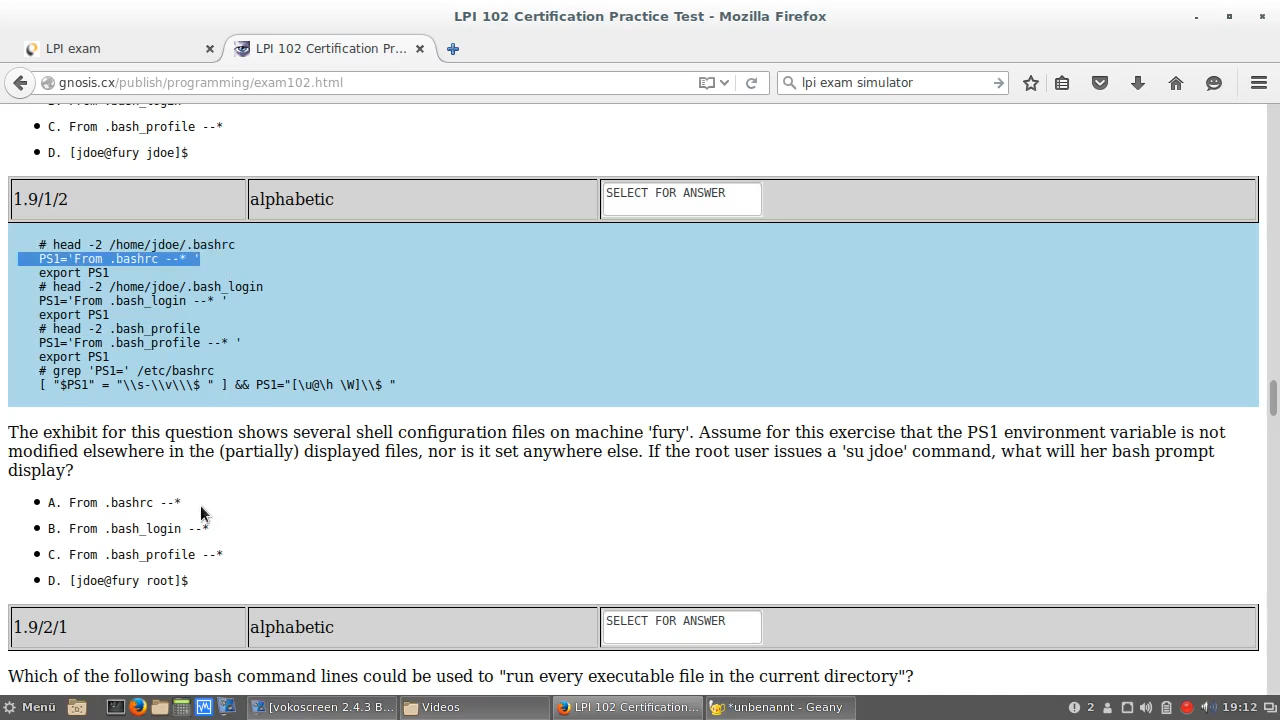 LPI 102 Certification Practice Test - Mozilla Firefox
LPI exam
LPI 102 Certification Pr...
gnosis.cx/publish/programming/exam102.html
lpi exam simulator
C. From .bash_profile --*
D. [jdoe@fury jdoe]$
1.9/1/2 alphabetic SELECT FOR ANSWER
# head -2 /home/jdoe/.bashrc
PS1='From .bashrc --* '
export PS1
# head -2 /home/jdoe/.bash_login
PS1='From .bash_login --* '
export PS1
# head -2 .bash_profile
PS1='From .bash_profile --* '
export PS1
# grep 'PS1=' /etc/bashrc
[ "$PS1" = "\\s-\\v\\\$ " ] && PS1="[\u@\h \W]\\$ "
The exhibit for this question shows several shell configuration files on machine 'fury'. Assume for this exercise that the PS1 environment variable is not
modified elsewhere in the (partially) displayed files, nor is it set anywhere else. If the root user issues a 'su jdoe' command, what will her bash prompt
display?
A. From .bashrc --*
B. From .bash_login --*
C. From .bash_profile --*
D. [jdoe@fury root]$
1.9/2/1 alphabetic SELECT FOR ANSWER
Which of the following bash command lines could be used to "run every executable file in the current directory"?
Menü
[vokoscreen 2.4.3 B...
Videos
LPI 102 Certification...
*unbenannt - Geany
2
19:12